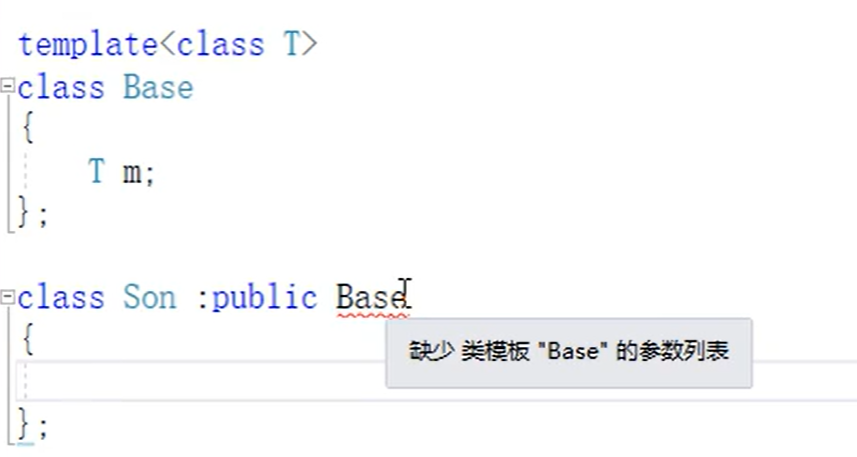 template<class T>
class Base
{
    T m;
};
class Son :public Base
{
缺少 类模板 "Base" 的参数列表
};